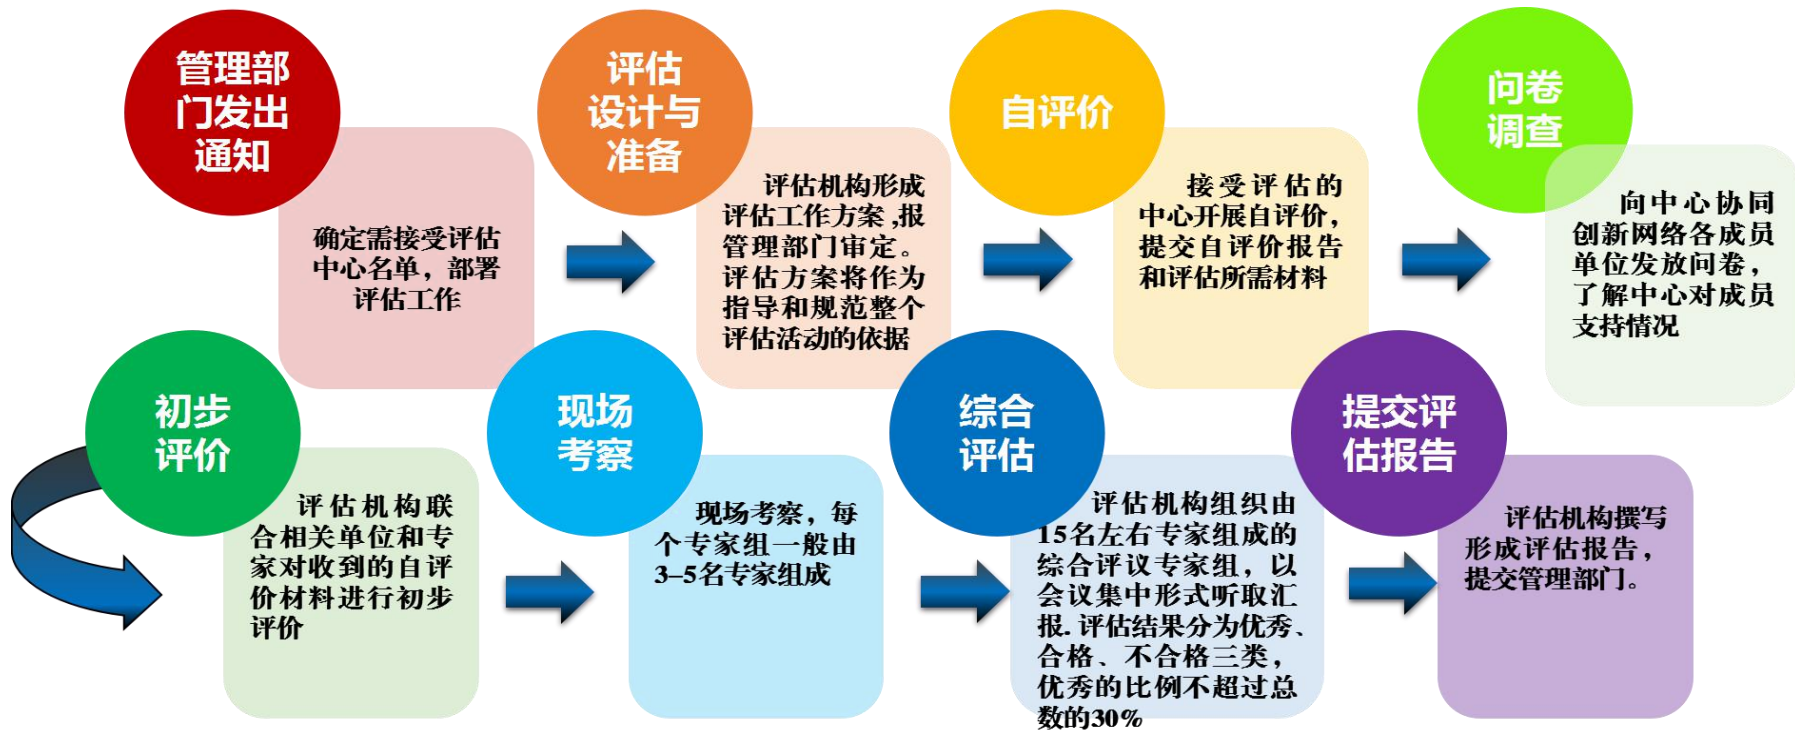 管理部
门发出
通知
确定需接受评估
中心名单，部署
评估工作
评估
设计与
准备
评估机构形成
评估工作方案,报
管理部门审定。
评估方案将作为
指导和规范整个
评估活动的依据
自评价
接受评估的
中心开展自评价，
提交自评价报告
和评估所需材料
问卷
调查
向中心协同
创新网络各成员
单位发放问卷，
了解中心对成员
支持情况
初步
评价
评估机构联
合相关单位和专
家对收到的自评
价材料进行初步
评价
现场
考察
现场考察，每
个专家组一般由
3–5名专家组成
综合
评估
评估机构组织由
15名左右专家组成的
综合评议专家组，以
会议集中形式听取汇
报.评估结果分为优秀、
合格、不合格三类，
优秀的比例不超过总
数的30%
提交评
估报告
评估机构撰写
形成评估报告，
提交管理部门。